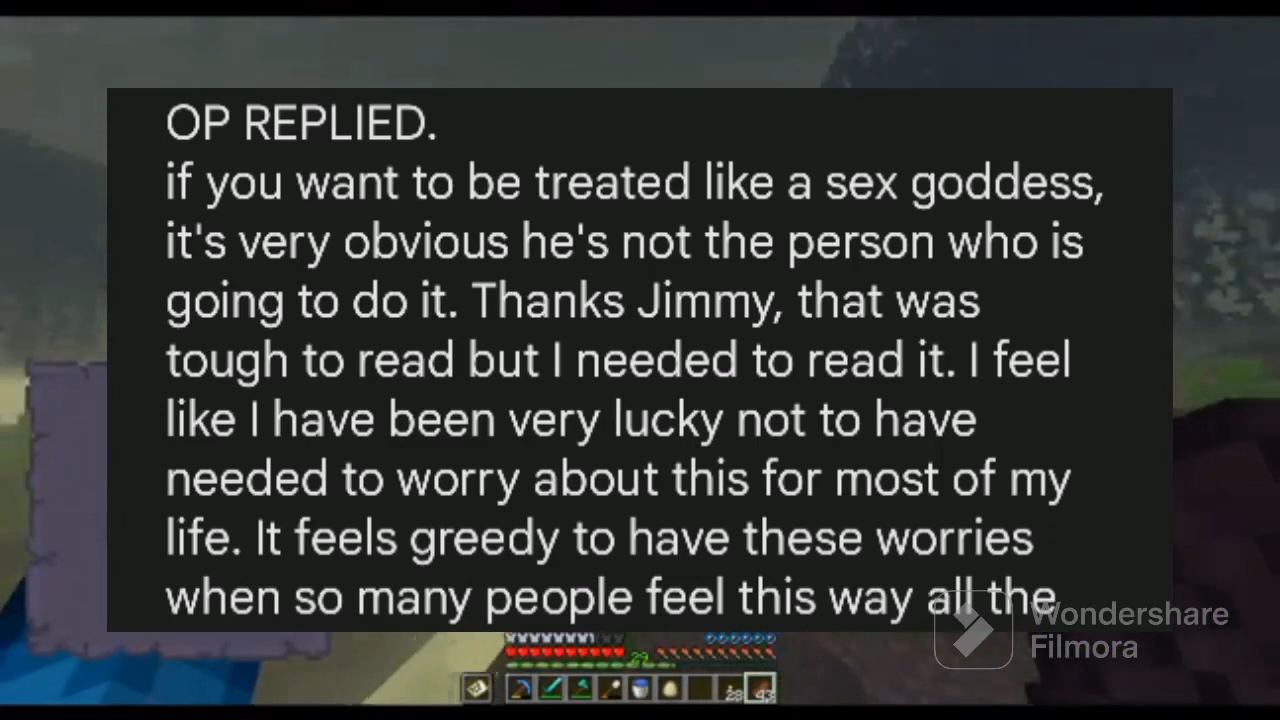 OP REPLIED.
if you want to be treated like a sex goddess,
it's very obvious he's not the person who is
going to do it. Thanks Jimmy, that was
tough to read but I needed to read it. I feel
like I have been very lucky not to have
needed to worry about this for most of my
life. It feels greedy to have these worries
when so many people feel this way all the
Wondershare
Filmora
29
28
43